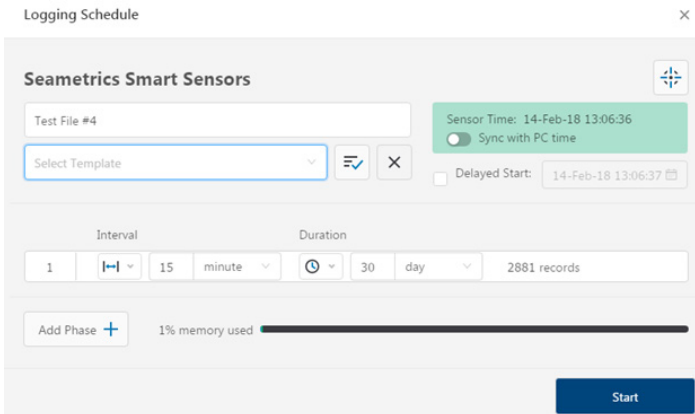 Logging Schedule
Seametrics Smart Sensors
Test File #4
Sensor Time: 14-Feb-18 13:06:36
Sync with PC time
Select Template
Delayed Start: 14-Feb-18 13:06:37
Interval Duration
1 15 minute 30 day 2881 records
Add Phase + 1% memory used
Start